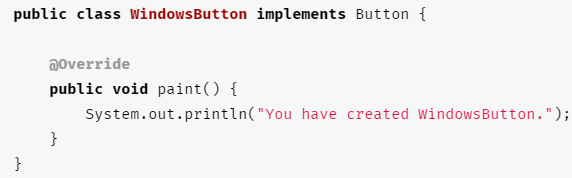 public class WindowsButton implements Button {
@Override
public void paint() {
System.out.println("You have created WindowsButton.");
}
}